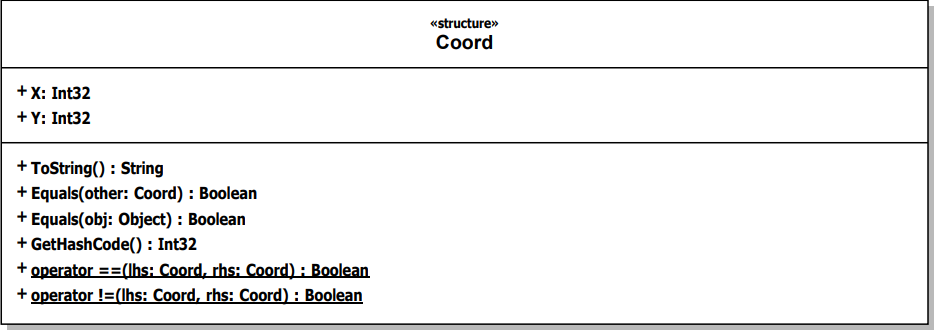 «structure»
Coord
+ X: Int32
+ Y: Int32
+ ToString() : String
+ Equals(other: Coord) : Boolean
+ Equals(obj: Object) : Boolean
+ GetHashCode() : Int32
+ operator ==(lhs: Coord, rhs: Coord) : Boolean
+ operator !=(lhs: Coord, rhs: Coord) : Boolean